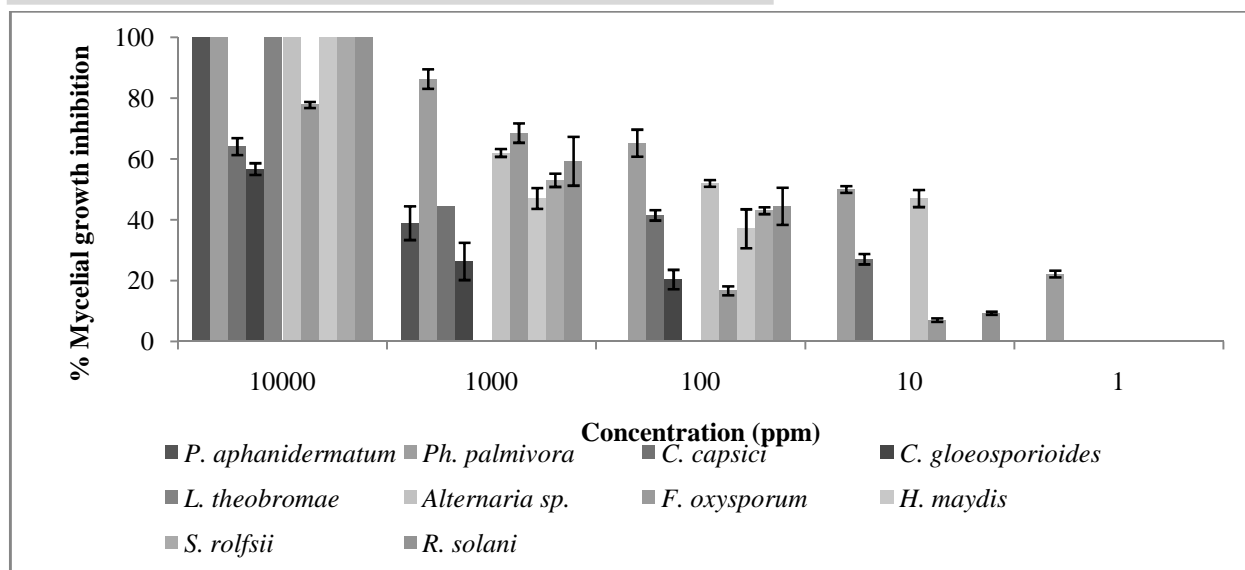 % Mycelial growth inhibition
100
80
60
40
20
0
10000 1000 100 10 1
Concentration (ppm)
P. aphanidermatum Ph. palmivora C. capsici C. gloeosporioides
L. theobromae Alternaria sp. F. oxysporum H. maydis
S. rolfsii R. solani